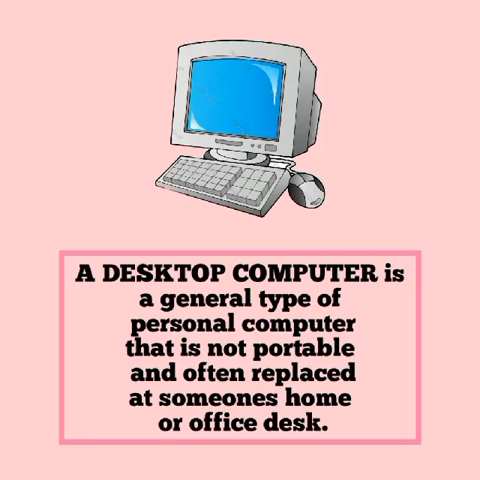 A DESKTOP COMPUTER is
a general type of
personal computer
that is not portable
and often replaced
at someones home
or office desk.